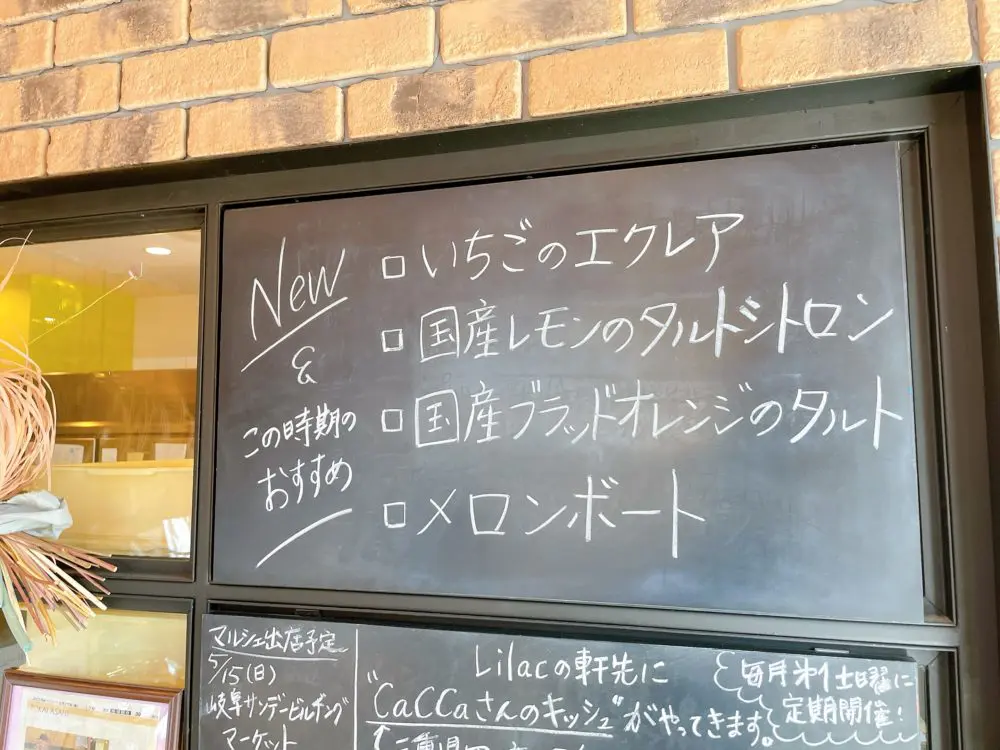 New
&
この時期の
おすすめ
□いちごのエクレア
□国産レモンのタルトシトロン
□国産ブラッドオレンジのタルト
□メロンボート
マルシェ出店予定
5/15(日)
岐阜サンデービルヂング
マーケット
Lilacの軒先に
"CaCCaさんのキッシュ"がやってきます。
毎月第1土曜に
定期開催!